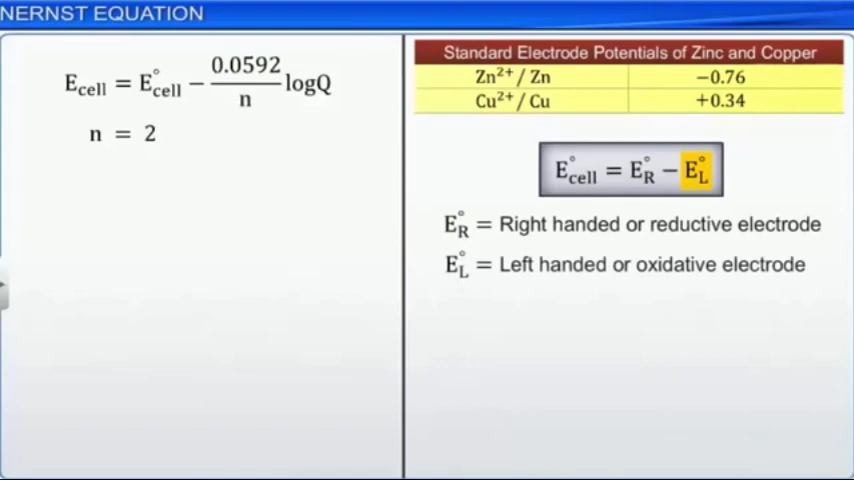 NERNST EQUATION
E_cell = E°_cell − 0.0592/n logQ
n = 2
Standard Electrode Potentials of Zinc and Copper
Zn²⁺ / Zn −0.76
Cu²⁺ / Cu +0.34
E°_cell = E°_R − E°_L
E°_R = Right handed or reductive electrode
E°_L = Left handed or oxidative electrode